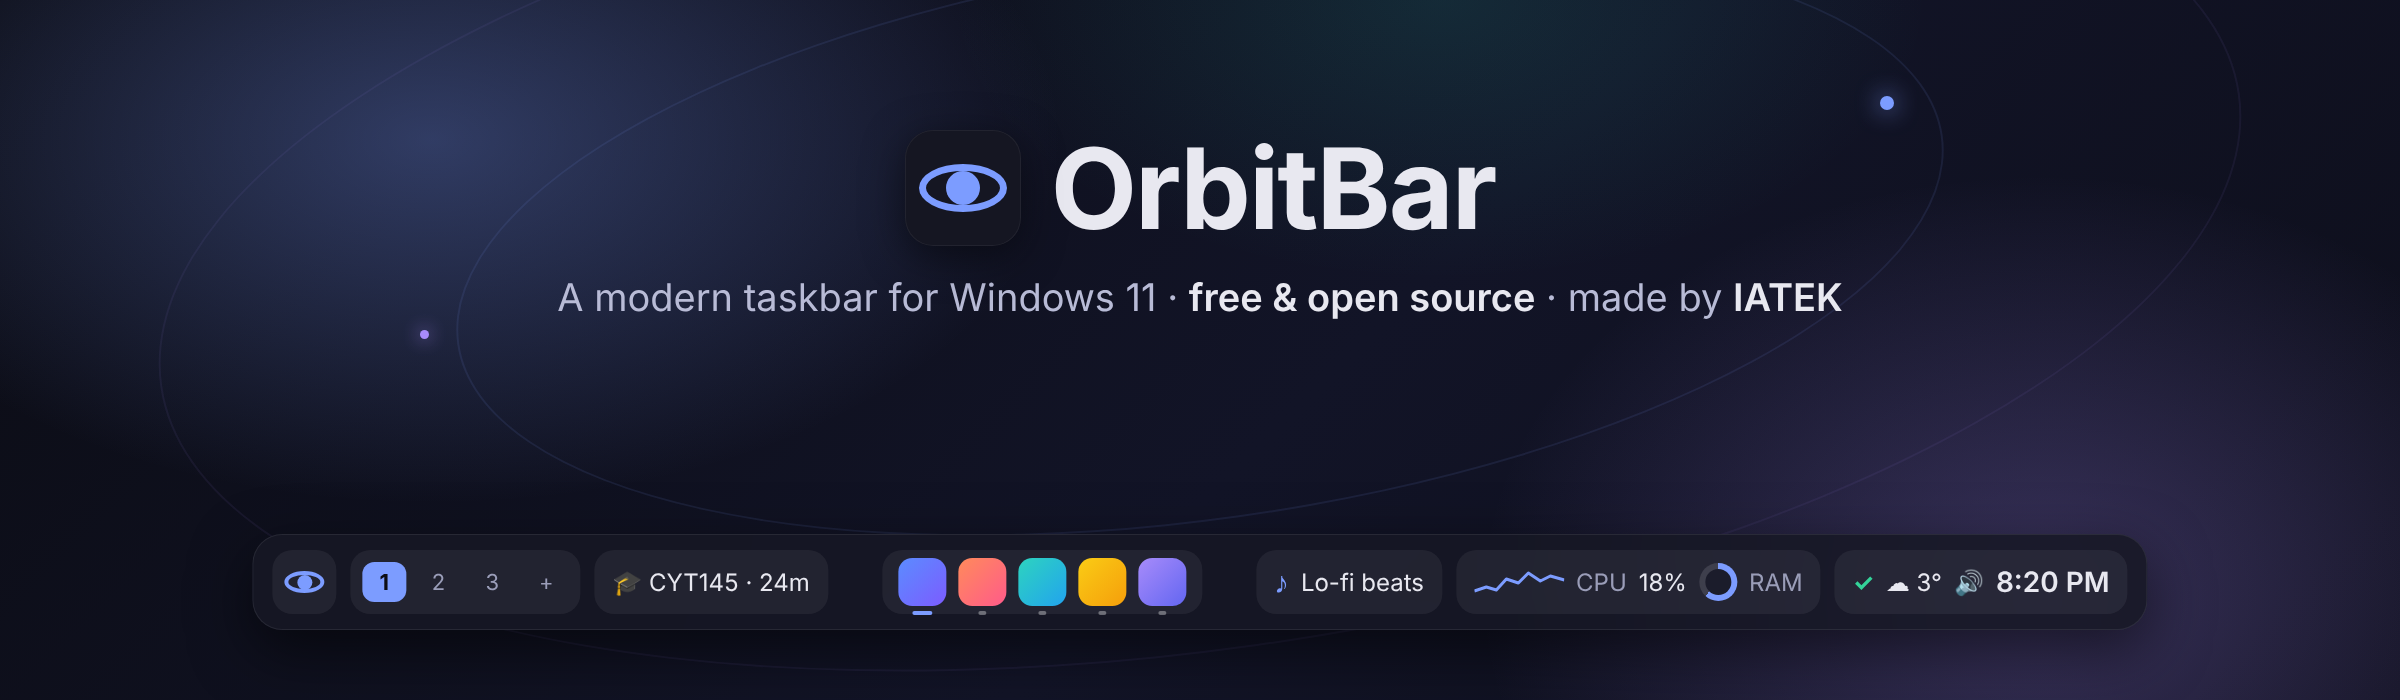 OrbitBar
A modern taskbar for Windows 11 · free & open source · made by IATEK
1 2 3 + 🎓 CYT145 · 24m ♪ Lo-fi beats CPU 18% RAM ✓ ☁ 3° 🔊 8:20 PM